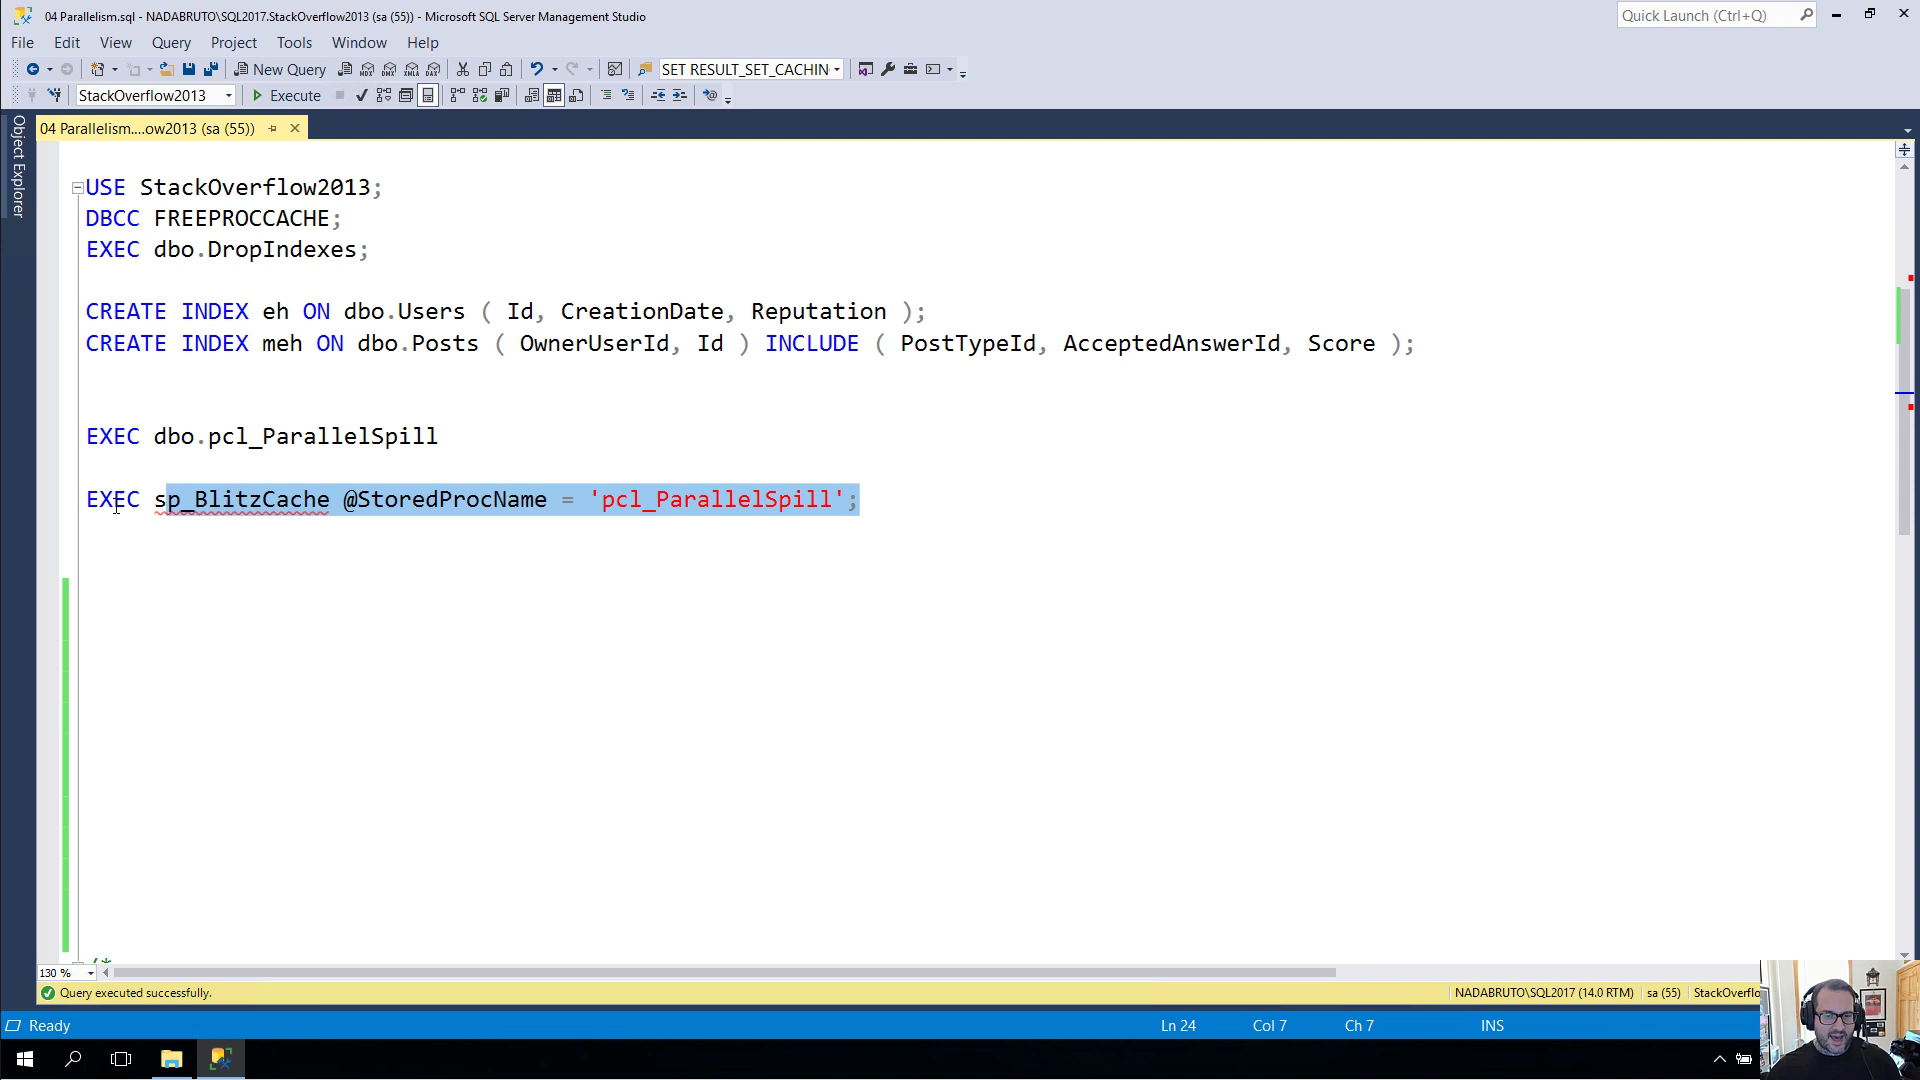 04 Parallelism.sql - NADABRUTO\SQL2017.StackOverflow2013 (sa (55)) - Microsoft SQL Server Management Studio
Quick Launch (Ctrl+Q)
File Edit View Query Project Tools Window Help
New Query
SET RESULT_SET_CACHIN
StackOverflow2013
Execute
Object Explorer
04 Parallelism....ow2013 (sa (55))
USE StackOverflow2013;
DBCC FREEPROCCACHE;
EXEC dbo.DropIndexes;
CREATE INDEX eh ON dbo.Users ( Id, CreationDate, Reputation );
CREATE INDEX meh ON dbo.Posts ( OwnerUserId, Id ) INCLUDE ( PostTypeId, AcceptedAnswerId, Score );
EXEC dbo.pcl_ParallelSpill
EXEC sp_BlitzCache @StoredProcName = 'pcl_ParallelSpill';
/*
130 %
Query executed successfully.
NADABRUTO\SQL2017 (14.0 RTM)
sa (55)
StackOverflo
Ready
Ln 24
Col 7
Ch 7
INS